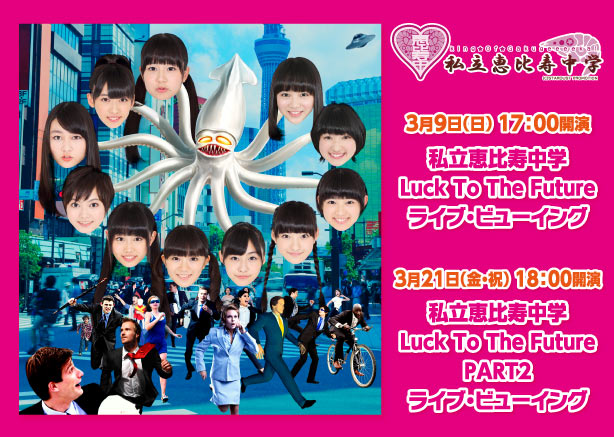 King★Of★Gakugeeekai
私立恵比寿中学
3月9日(日) 17:00開演
私立恵比寿中学
Luck To The Future
ライブ・ビューイング
3月21日(金・祝) 18:00開演
私立恵比寿中学
Luck To The Future
PART2
ライブ・ビューイング